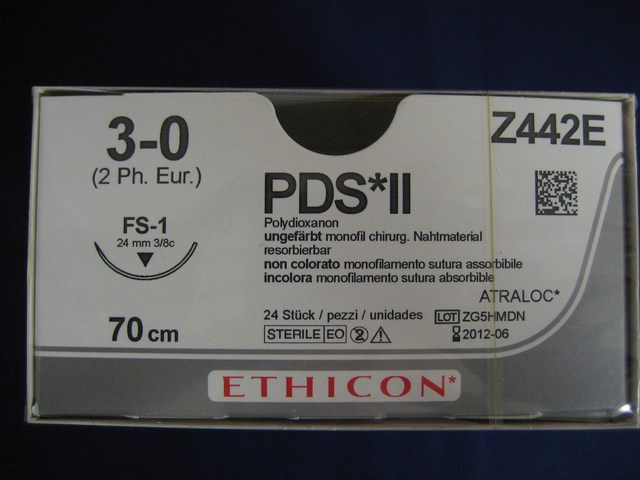 3-0
(2 Ph. Eur.)
FS-1
24 mm 3/8c
70 cm
Z442E
PDS*II
Polydioxanon
ungefärbt monofil chirurg. Nahtmaterial
resorbierbar
non colorato monofilamento sutura assorbibile
incolora monofilamento sutura absorbible
ATRALOC*
24 Stück / pezzi / unidades
LOT ZG5HMDN
STERILE EO 2
2012-06
ETHICON*